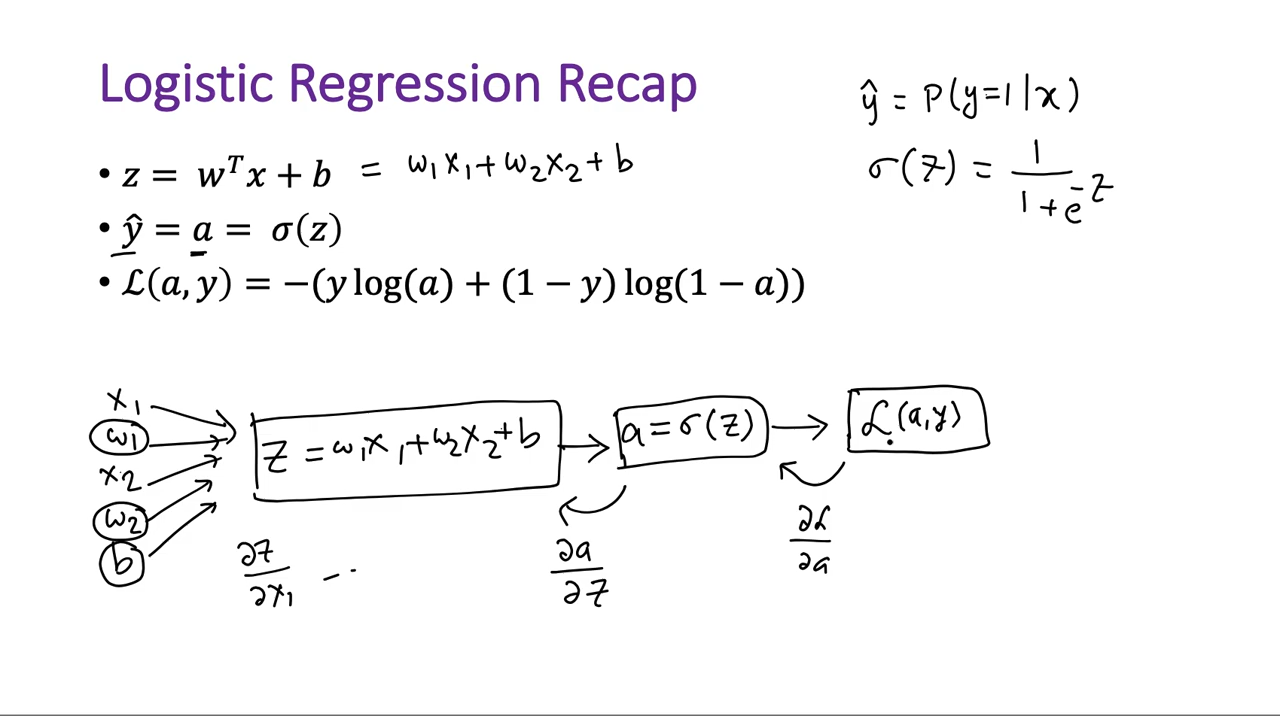 Logistic Regression Recap
ŷ = P(y=1|x)
• z = wᵀx + b = w₁x₁ + w₂x₂ + b
σ(z) = 1 / (1 + e⁻ᶻ)
• ŷ = a = σ(z)
• ℒ(a, y) = −(y log(a) + (1 − y) log(1 − a))
x₁
w₁
x₂
w₂
b
z = w₁x₁ + w₂x₂ + b
a = σ(z)
ℒ(a,y)
∂z/∂x₁ - -
∂a/∂z
∂ℒ/∂a